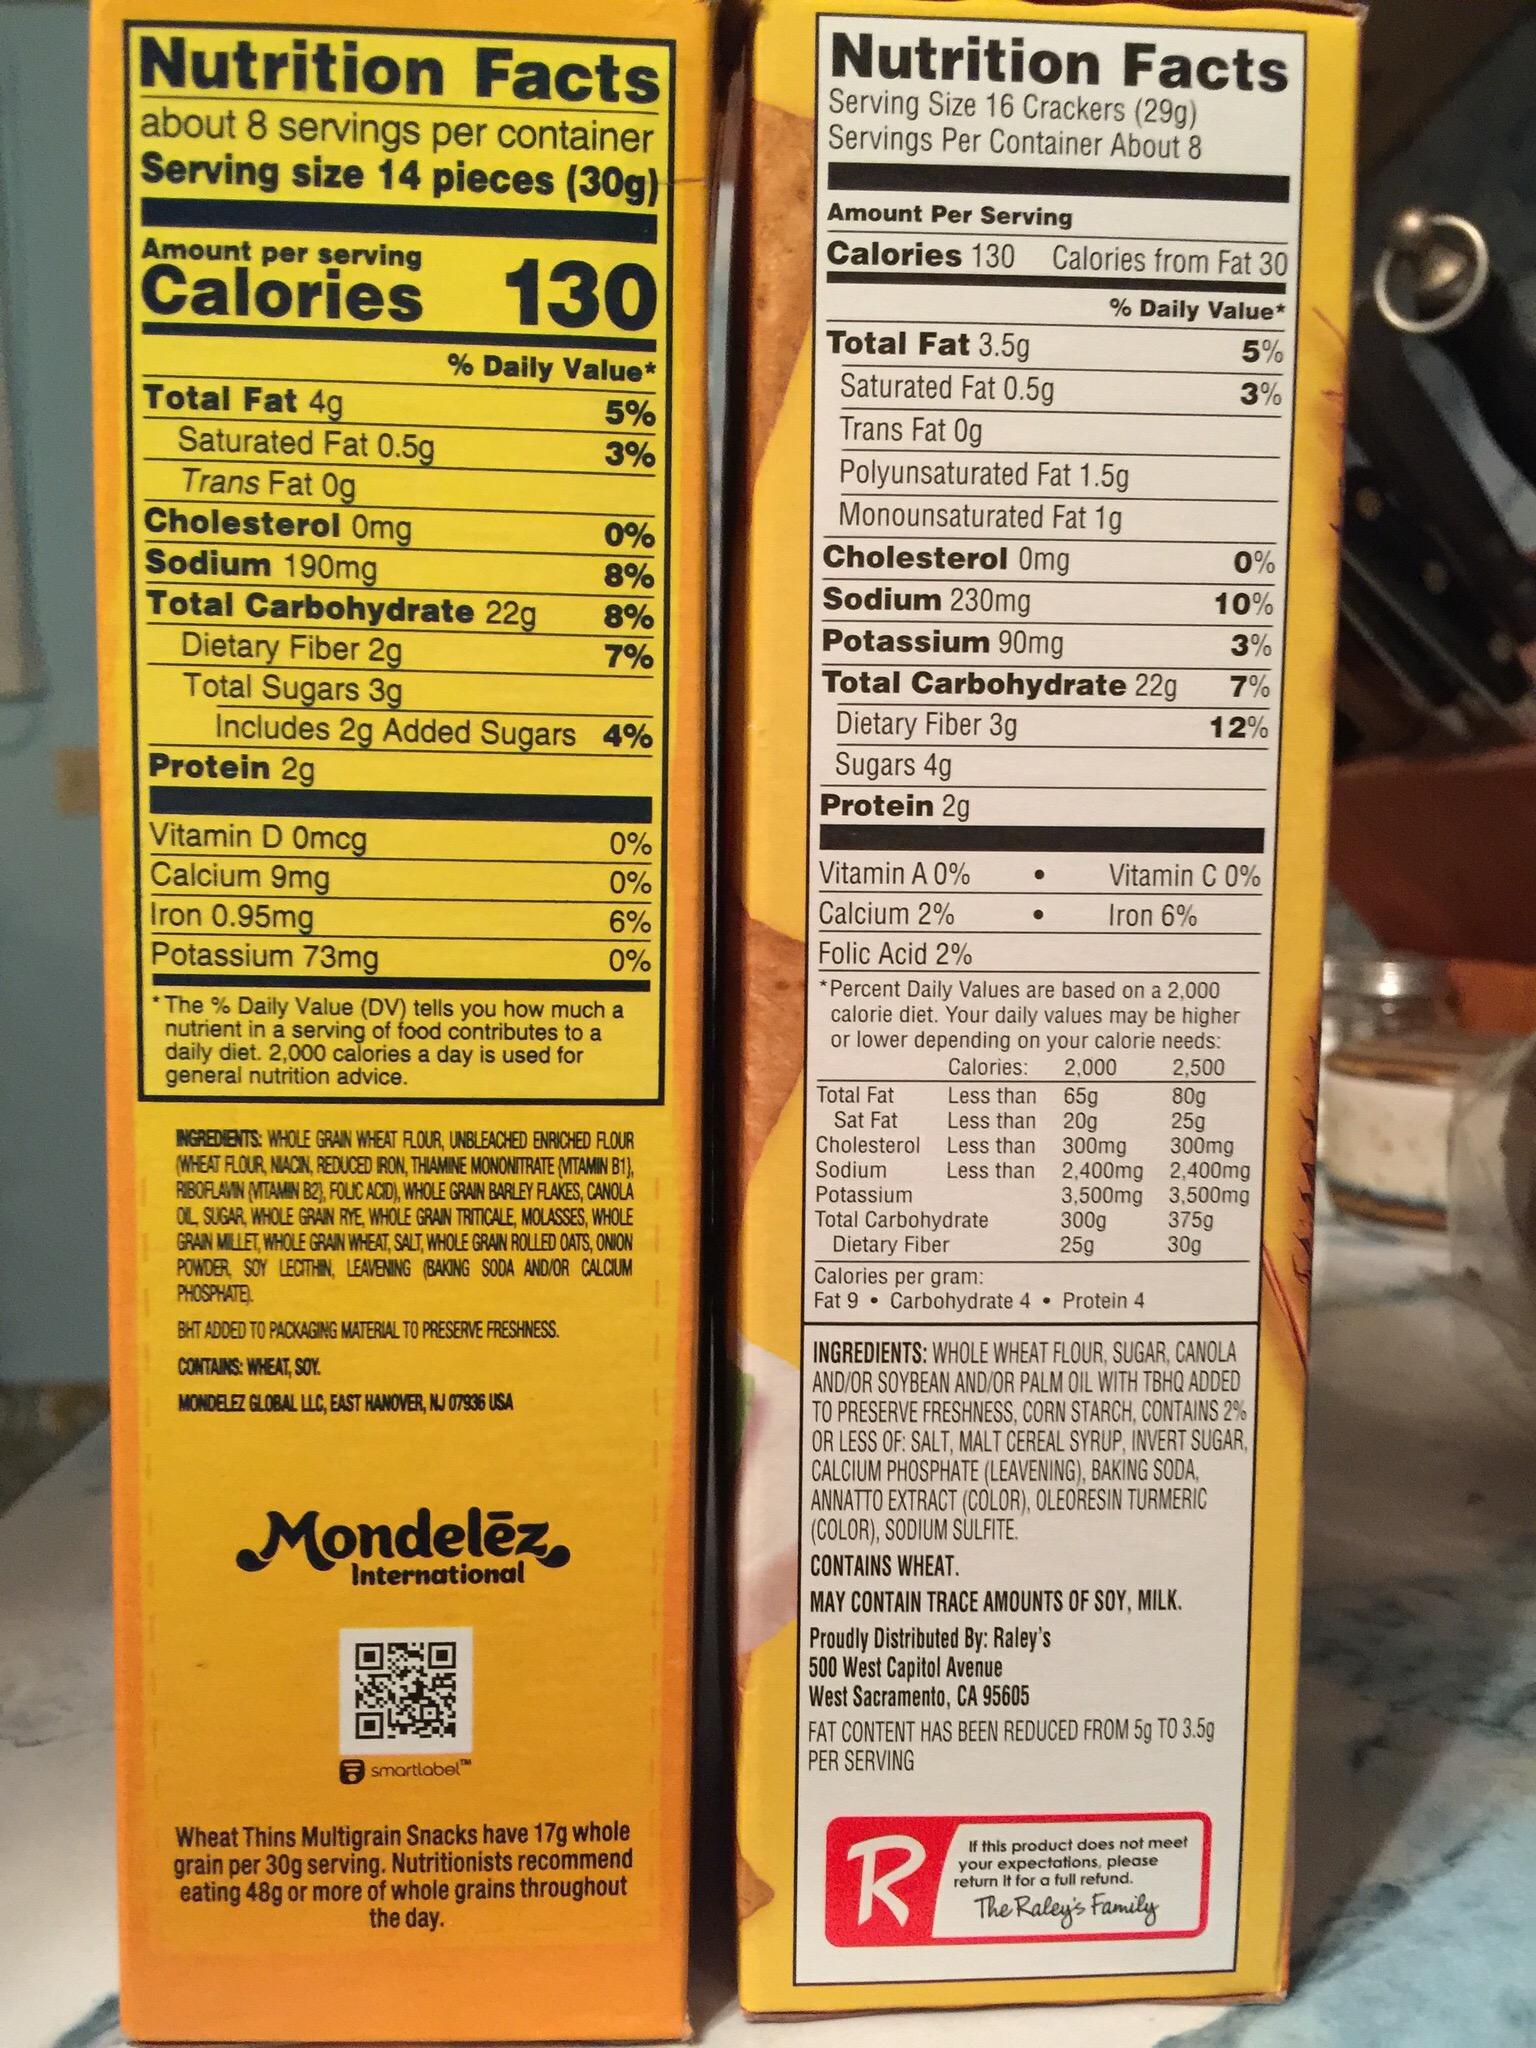 Nutrition Facts
about 8 servings per container
Serving size 14 pieces (30g)
Amount per serving
Calories 130
% Daily Value*
Total Fat 4g 5%
Saturated Fat 0.5g 3%
Trans Fat 0g
Cholesterol 0mg 0%
Sodium 190mg 8%
Total Carbohydrate 22g 8%
Dietary Fiber 2g 7%
Total Sugars 3g
Includes 2g Added Sugars 4%
Protein 2g
Vitamin D 0mcg 0%
Calcium 9mg 0%
Iron 0.95mg 6%
Potassium 73mg 0%
* The % Daily Value (DV) tells you how much a
nutrient in a serving of food contributes to a
daily diet. 2,000 calories a day is used for
general nutrition advice.
INGREDIENTS: WHOLE GRAIN WHEAT FLOUR, UNBLEACHED ENRICHED FLOUR
(WHEAT FLOUR, NIACIN, REDUCED IRON, THIAMINE MONONITRATE {VITAMIN B1},
RIBOFLAVIN {VITAMIN B2}, FOLIC ACID), WHOLE GRAIN BARLEY FLAKES, CANOLA
OIL, SUGAR, WHOLE GRAIN RYE, WHOLE GRAIN TRITICALE, MOLASSES, WHOLE
GRAIN MILLET, WHOLE GRAIN WHEAT, SALT, WHOLE GRAIN ROLLED OATS, ONION
POWDER, SOY LECITHIN, LEAVENING (BAKING SODA AND/OR CALCIUM
PHOSPHATE).
BHT ADDED TO PACKAGING MATERIAL TO PRESERVE FRESHNESS.
CONTAINS: WHEAT, SOY.
MONDELEZ GLOBAL LLC, EAST HANOVER, NJ 07936 USA
Mondelēz
International
smartlabel™
Wheat Thins Multigrain Snacks have 17g whole
grain per 30g serving. Nutritionists recommend
eating 48g or more of whole grains throughout
the day.
Nutrition Facts
Serving Size 16 Crackers (29g)
Servings Per Container About 8
Amount Per Serving
Calories 130 Calories from Fat 30
% Daily Value*
Total Fat 3.5g 5%
Saturated Fat 0.5g 3%
Trans Fat 0g
Polyunsaturated Fat 1.5g
Monounsaturated Fat 1g
Cholesterol 0mg 0%
Sodium 230mg 10%
Potassium 90mg 3%
Total Carbohydrate 22g 7%
Dietary Fiber 3g 12%
Sugars 4g
Protein 2g
Vitamin A 0% • Vitamin C 0%
Calcium 2% • Iron 6%
Folic Acid 2%
*Percent Daily Values are based on a 2,000
calorie diet. Your daily values may be higher
or lower depending on your calorie needs:
Calories: 2,000 2,500
Total Fat Less than 65g 80g
Sat Fat Less than 20g 25g
Cholesterol Less than 300mg 300mg
Sodium Less than 2,400mg 2,400mg
Potassium 3,500mg 3,500mg
Total Carbohydrate 300g 375g
Dietary Fiber 25g 30g
Calories per gram:
Fat 9 • Carbohydrate 4 • Protein 4
INGREDIENTS: WHOLE WHEAT FLOUR, SUGAR, CANOLA
AND/OR SOYBEAN AND/OR PALM OIL WITH TBHQ ADDED
TO PRESERVE FRESHNESS, CORN STARCH, CONTAINS 2%
OR LESS OF: SALT, MALT CEREAL SYRUP, INVERT SUGAR,
CALCIUM PHOSPHATE (LEAVENING), BAKING SODA,
ANNATTO EXTRACT (COLOR), OLEORESIN TURMERIC
(COLOR), SODIUM SULFITE.
CONTAINS WHEAT.
MAY CONTAIN TRACE AMOUNTS OF SOY, MILK.
Proudly Distributed By: Raley's
500 West Capitol Avenue
West Sacramento, CA 95605
FAT CONTENT HAS BEEN REDUCED FROM 5g TO 3.5g
PER SERVING
R
If this product does not meet
your expectations, please
return it for a full refund.
The Raley's Family